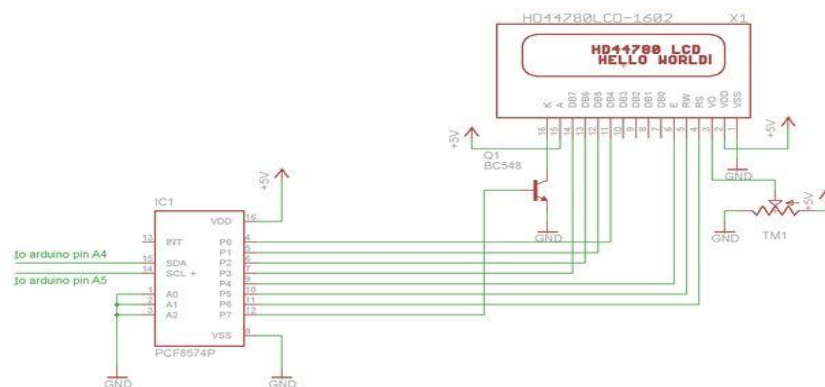 HD44780LCD-1602 X1
HD44780 LCD
HELLO WORLD!
K A DB7 DB6 DB5 DB4 DB3 DB2 DB1 DB0 E RW RS VO VDD VSS
16 15 14 13 12 11 10 9 8 7 6 5 4 3 2 1
+5V
+5V
Q1
BC548
GND
GND
+5V
GND
TM1
+5V
IC1
VDD 16
13 INT P0 4
P1 5
15 SDA P2 6
14 SCL + P3 7
P4 9
1 A0 P5 10
2 A1 P6 11
3 A2 P7 12
VSS 8
PCF8574P
to arduino pin A4
to arduino pin A5
GND
GND